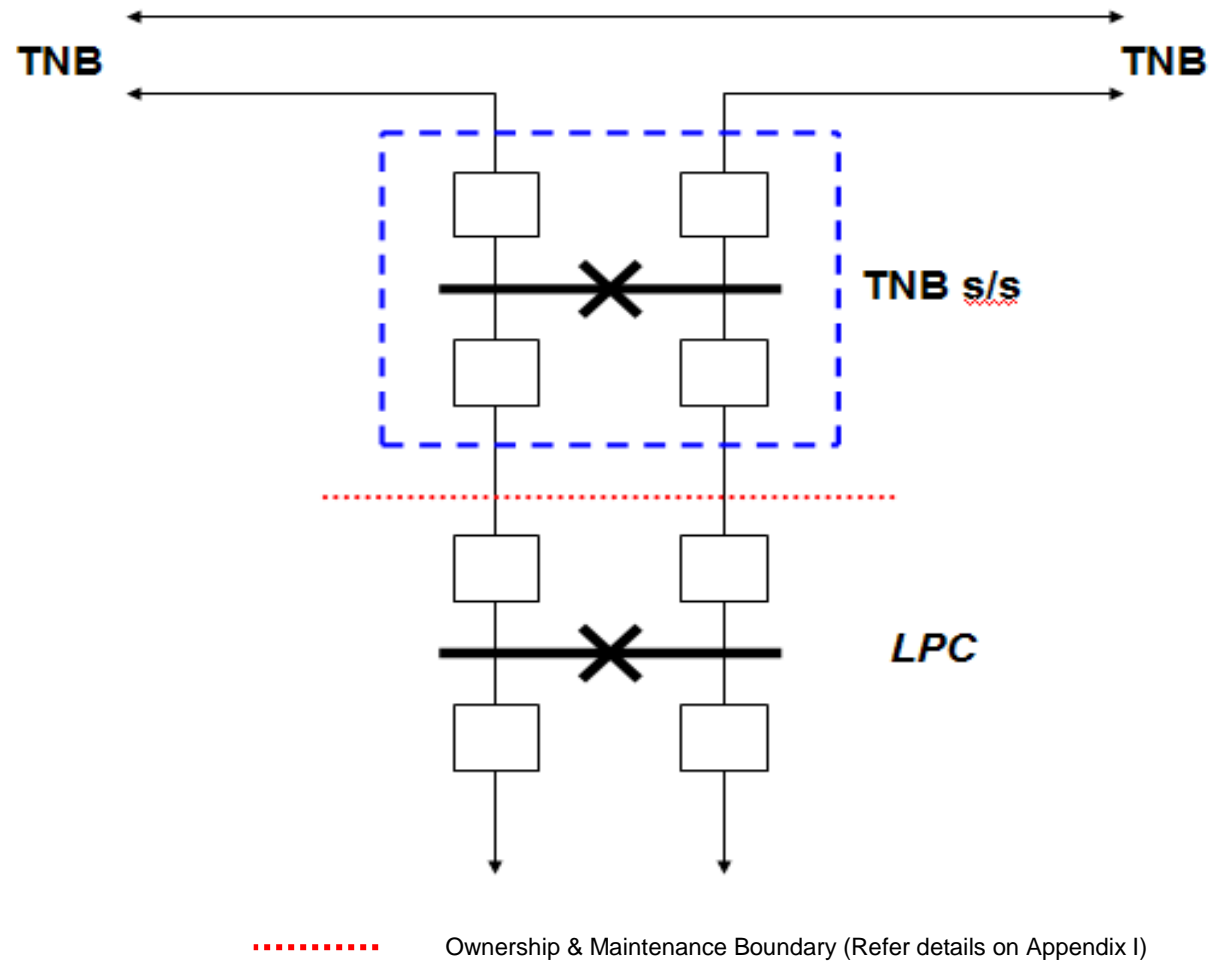 TNB
TNB
TNB s/s
LPC
Ownership & Maintenance Boundary (Refer details on Appendix I)